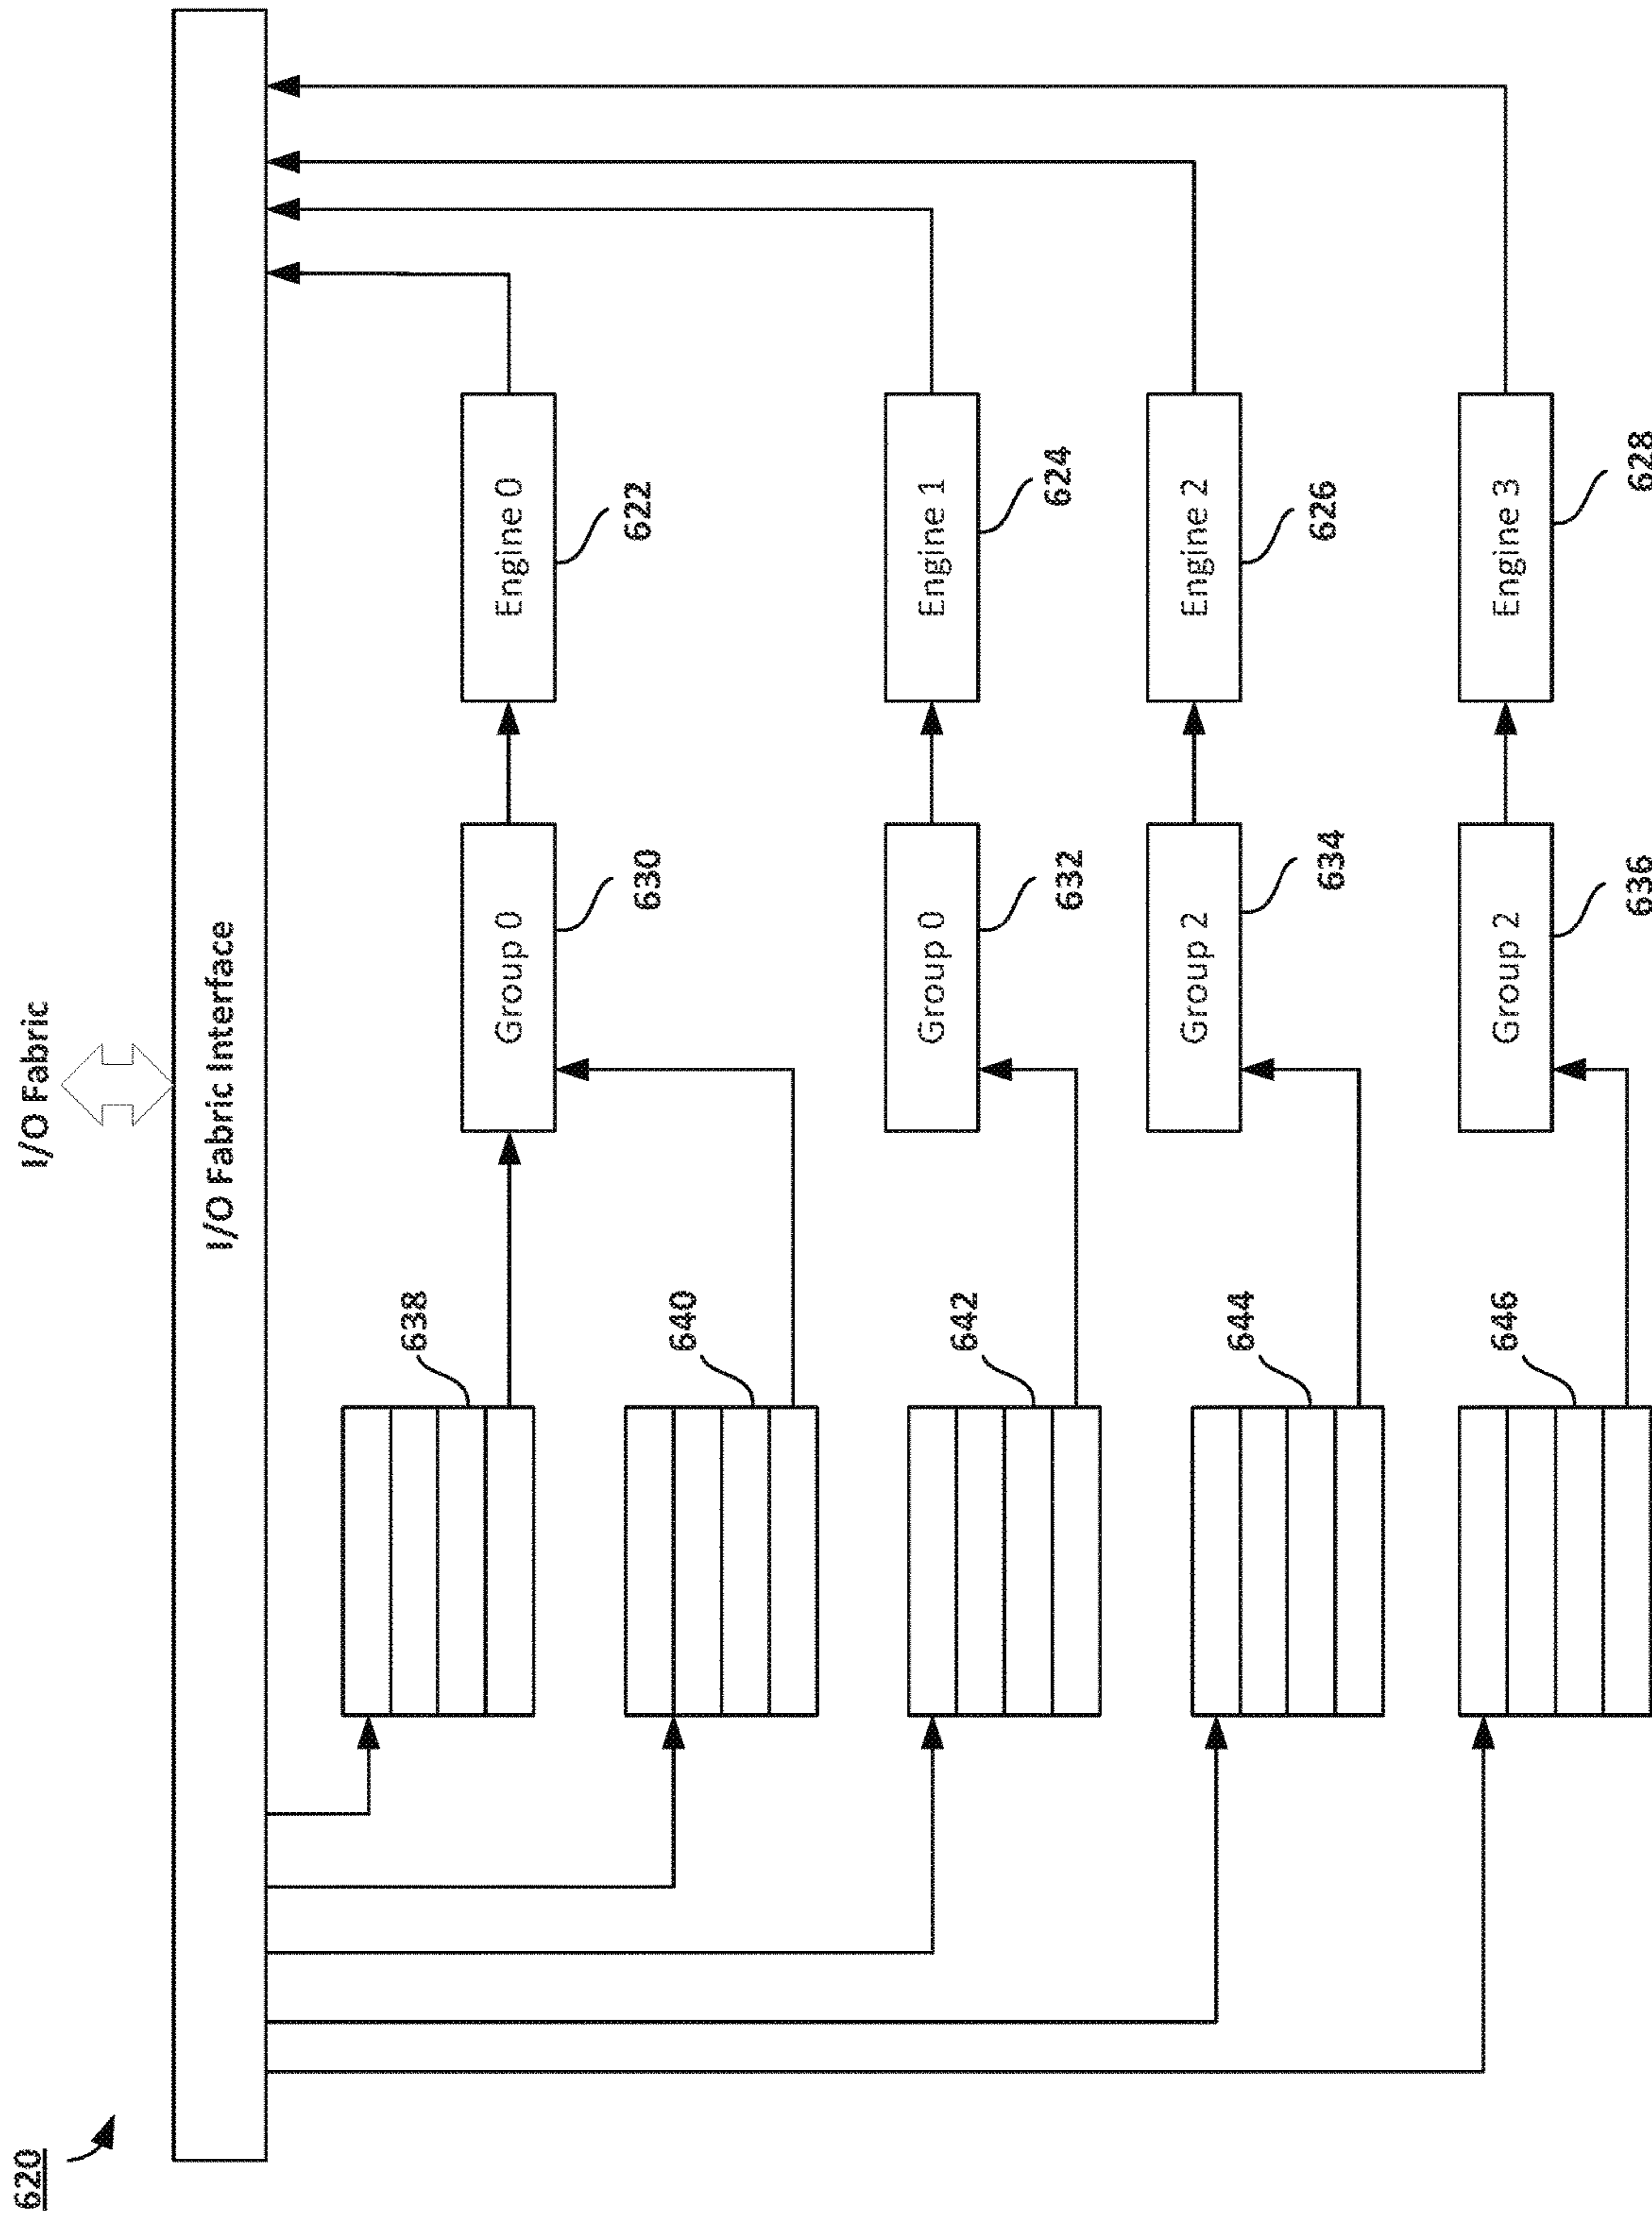 620
I/O Fabric
I/O Fabric Interface
638
Group 0
630
Engine 0
622
640
642
Group 0
632
Engine 1
624
644
Group 2
634
Engine 2
626
646
Group 2
636
Engine 3
628